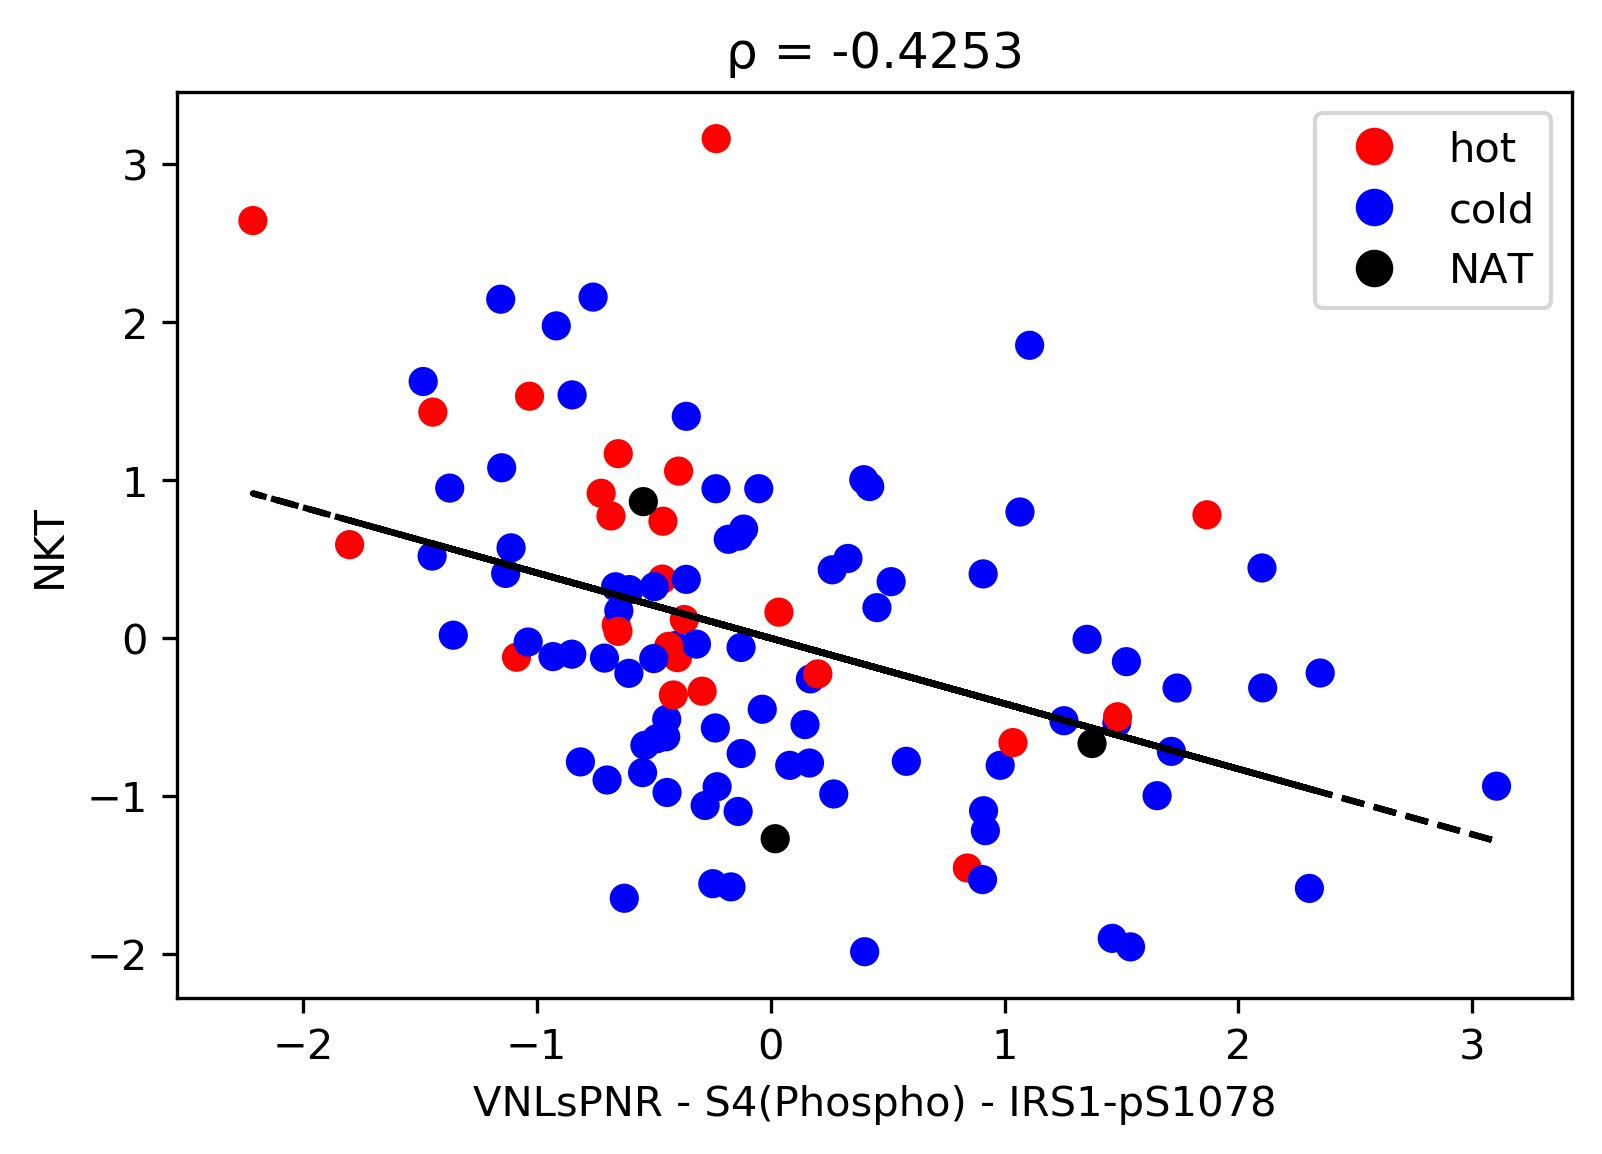 ρ = -0.4253
hot
cold
NAT
3
2
1
0
−1
−2
NKT
−2
−1
0
1
2
3
VNLsPNR - S4(Phospho) - IRS1-pS1078